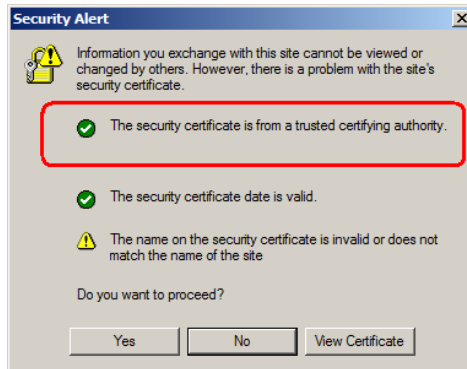 Security Alert
Information you exchange with this site cannot be viewed or
changed by others. However, there is a problem with the site's
security certificate.
The security certificate is from a trusted certifying authority.
The security certificate date is valid.
The name on the security certificate is invalid or does not
match the name of the site
Do you want to proceed?
Yes No View Certificate